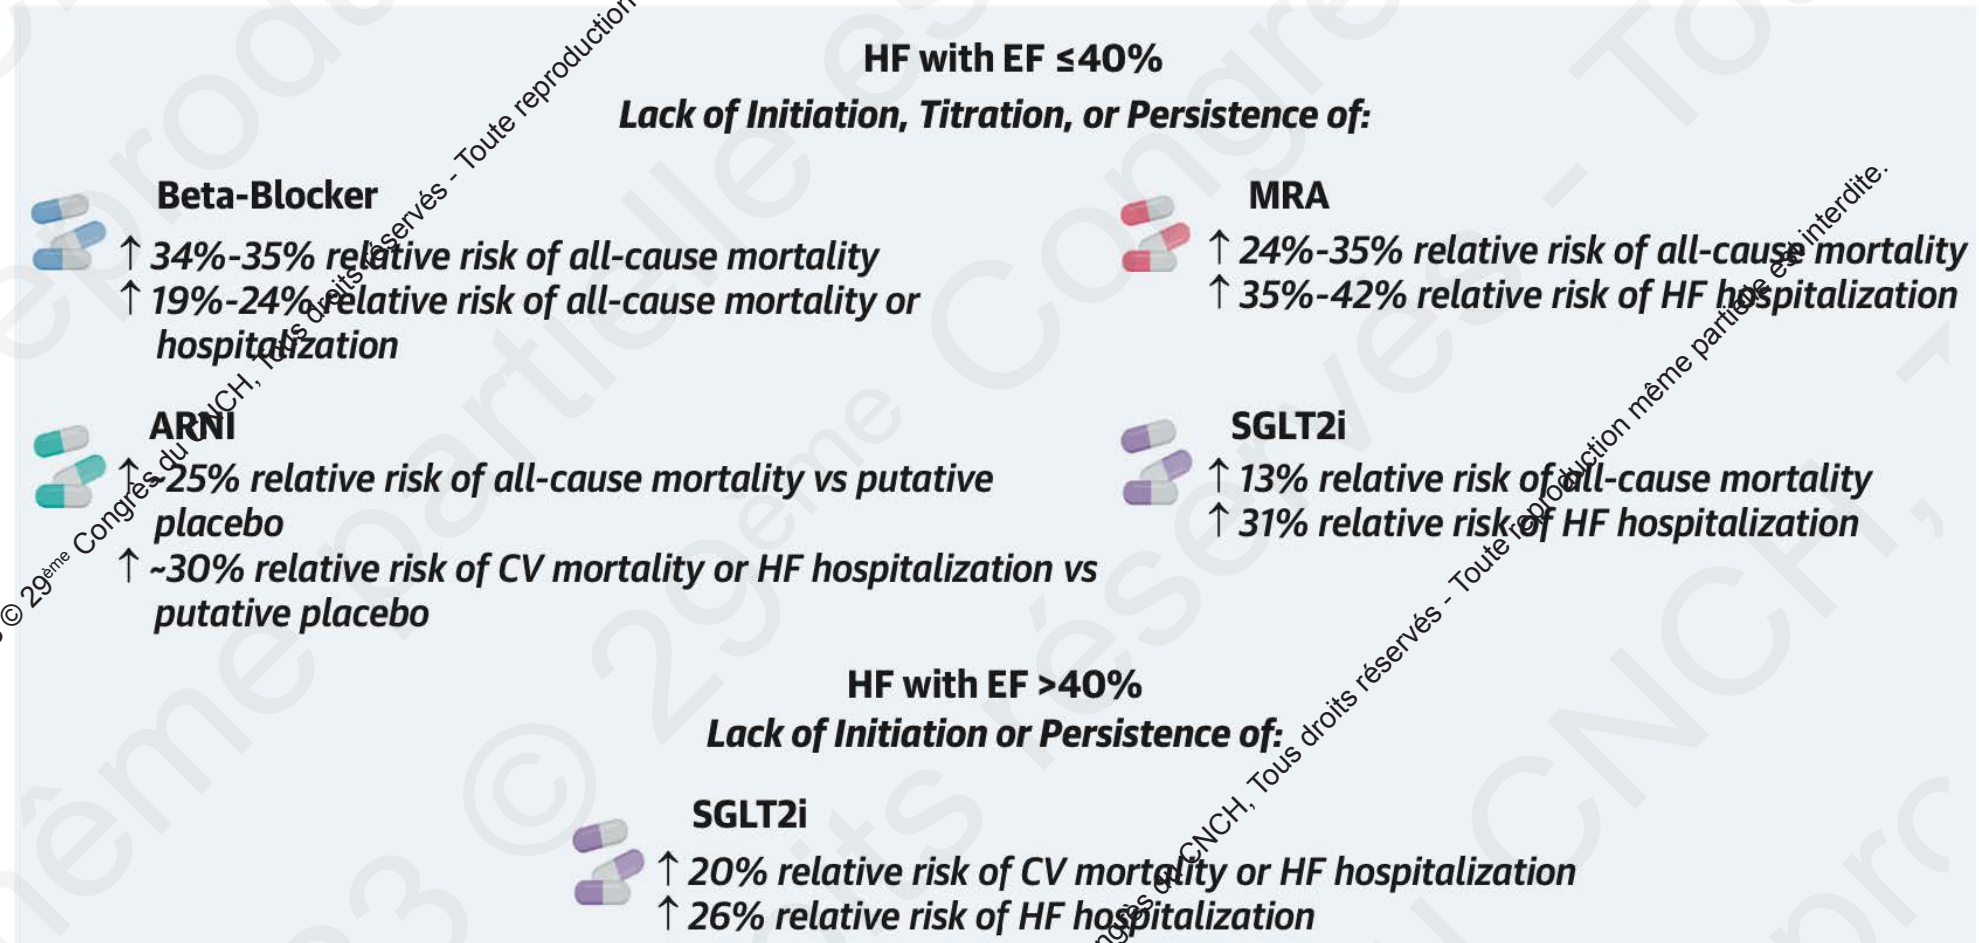 HF with EF ≤40%
Lack of Initiation, Titration, or Persistence of:
Beta-Blocker
↑ 34%-35% relative risk of all-cause mortality
↑ 19%-24% relative risk of all-cause mortality or
hospitalization
MRA
↑ 24%-35% relative risk of all-cause mortality
↑ 35%-42% relative risk of HF hospitalization
ARNI
↑ ~25% relative risk of all-cause mortality vs putative
placebo
↑ ~30% relative risk of CV mortality or HF hospitalization vs
putative placebo
SGLT2i
↑ 13% relative risk of all-cause mortality
↑ 31% relative risk of HF hospitalization
HF with EF >40%
Lack of Initiation or Persistence of:
SGLT2i
↑ 20% relative risk of CV mortality or HF hospitalization
↑ 26% relative risk of HF hospitalization
© 29ème Congrès du CNCH, Tous droits réservés - Toute reproduction
CNCH, Tous droits réservés - Toute reproduction même partielle est interdite.